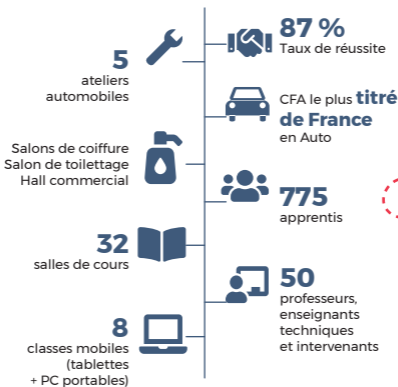 87 %
Taux de réussite
5
ateliers
automobiles
CFA le plus titré
de France
en Auto
Salons de coiffure
Salon de toilettage
Hall commercial
775
apprentis
32
salles de cours
50
professeurs,
enseignants
techniques
et intervenants
8
classes mobiles
(tablettes
+ PC portables)